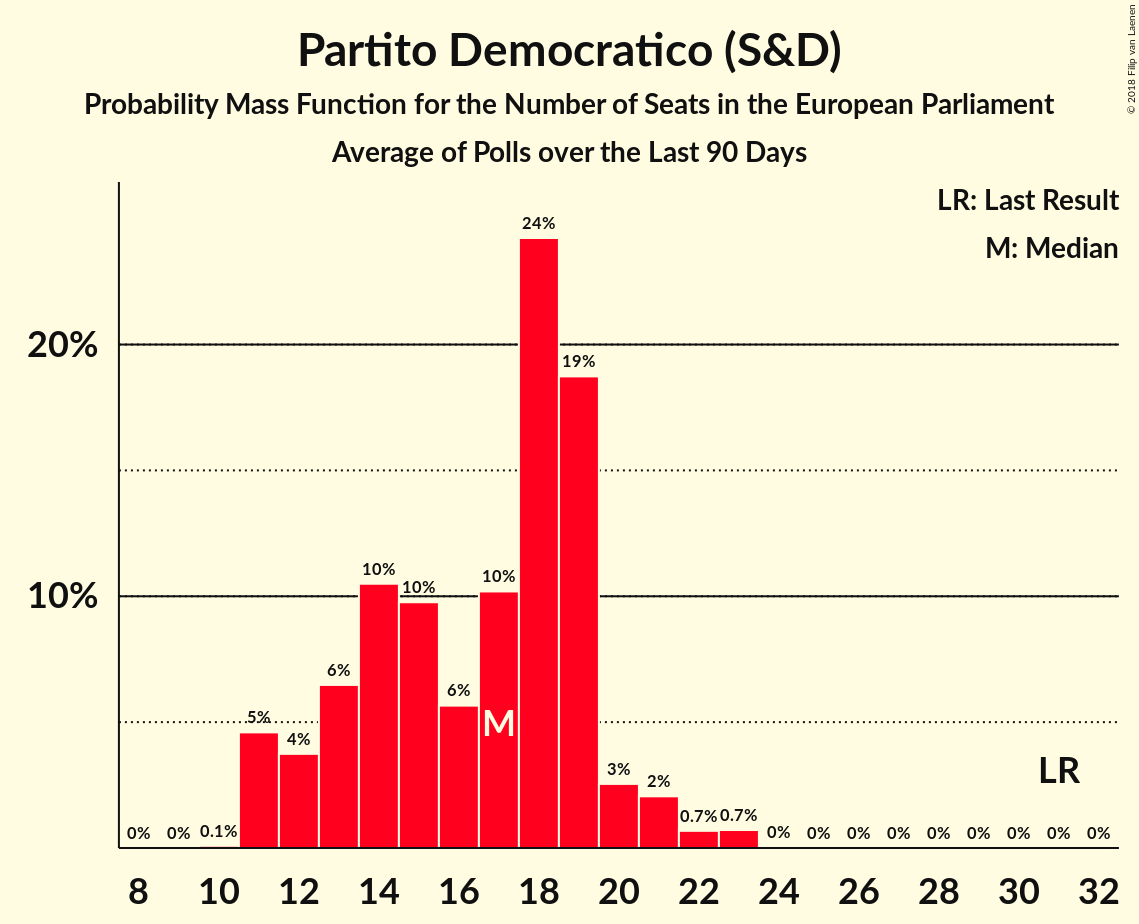 Partito Democratico (S&D)
Probability Mass Function for the Number of Seats in the European Parliament
Average of Polls over the Last 90 Days
© 2018 Filip van Laenen
LR: Last Result
M: Median
20%
10%
0% 0% 0.1% 5% 4% 6% 10% 10% 6% 10% 24% 19% 3% 2% 0.7% 0.7% 0% 0% 0% 0% 0% 0% 0% 0% 0%
M
LR
8 10 12 14 16 18 20 22 24 26 28 30 32